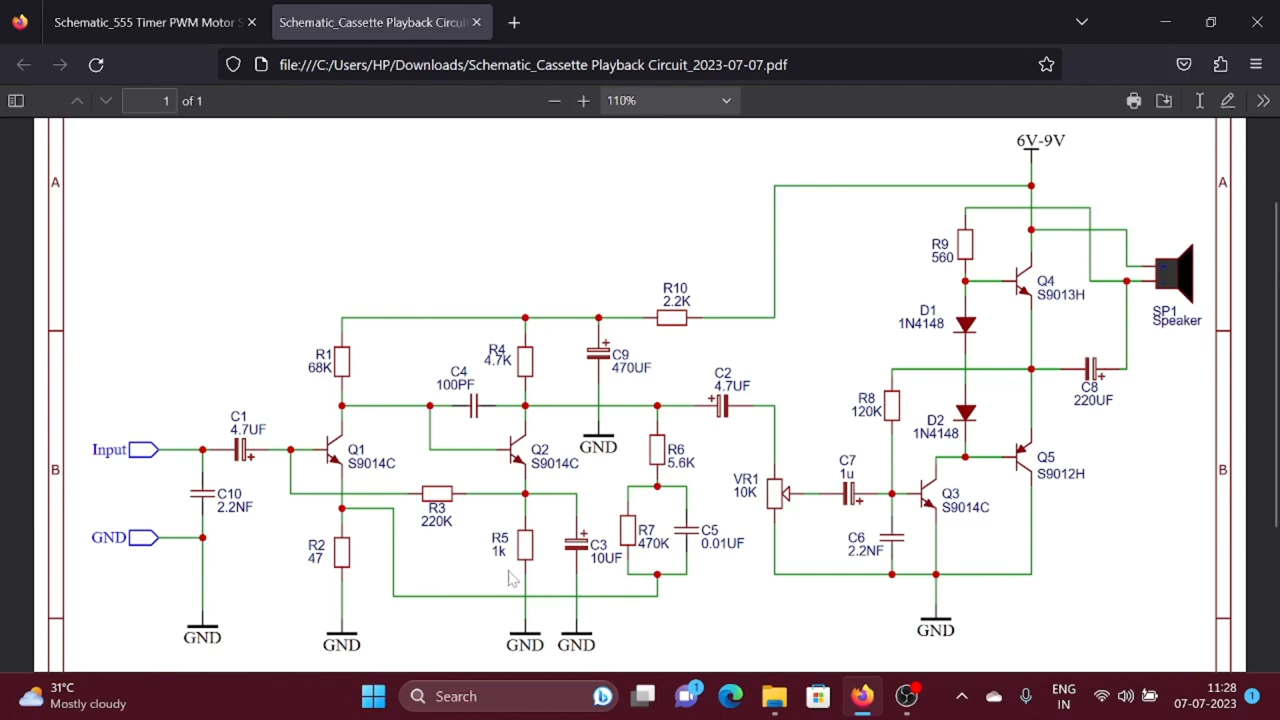 Schematic_555 Timer PWM Motor S
Schematic_Cassette Playback Circuit
file:///C:/Users/HP/Downloads/Schematic_Cassette Playback Circuit_2023-07-07.pdf
1 of 1
110%
6V-9V
A
A
R9
560
Q4
S9013H
SP1
Speaker
R10
2.2K
D1
1N4148
R1
68K
R4
4.7K
C9
470UF
C4
100PF
C2
4.7UF
C8
220UF
R8
120K
C1
4.7UF
D2
1N4148
Input
Q1
S9014C
Q2
S9014C
GND
R6
5.6K
Q5
S9012H
B
B
C10
2.2NF
R3
220K
VR1
10K
C7
1u
Q3
S9014C
GND
R2
47
R5
1k
C3
10UF
R7
470K
C5
0.01UF
C6
2.2NF
GND
GND
GND
GND
GND
31°C
Mostly cloudy
Search
1
ENG
IN
11:28
07-07-2023
1